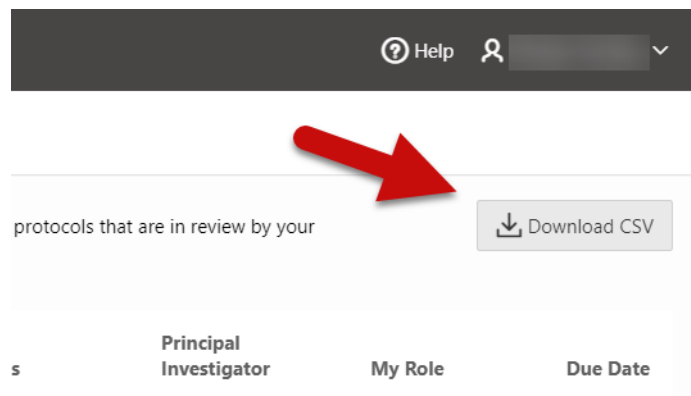 Help
protocols that are in review by your
Download CSV
Principal
Investigator
s
My Role
Due Date